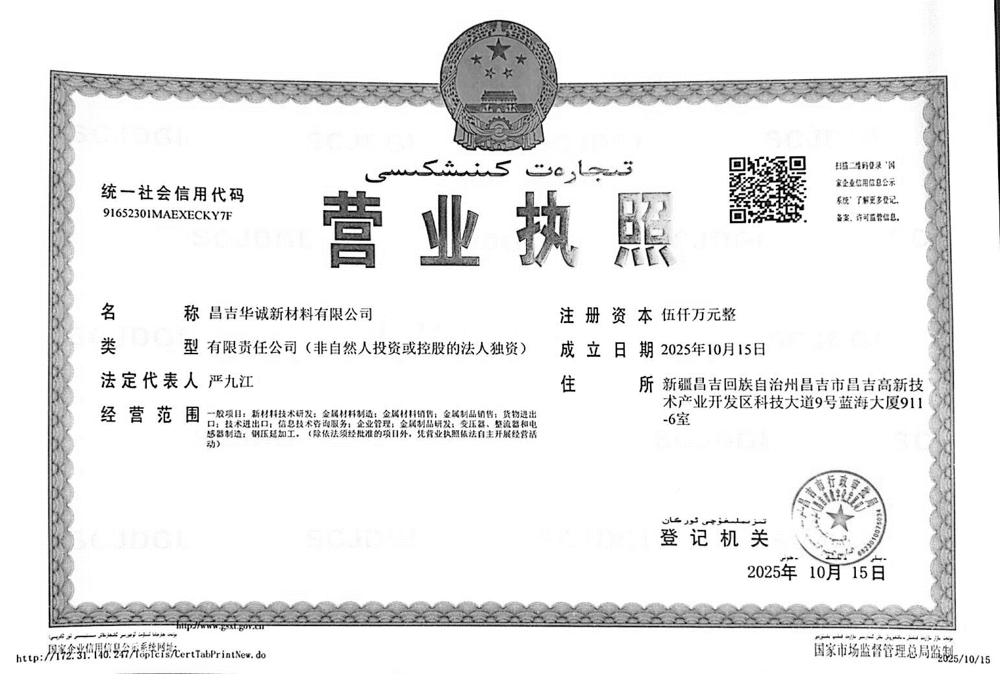 تىجارەت كىنىشكىسى
营业执照
统一社会信用代码
91652301MAEXECKY7F
扫描二维码登录‘国
家企业信用信息公示
系统’了解更多登记、
备案、许可监管信息。
名称 昌吉华诚新材料有限公司
类型 有限责任公司（非自然人投资或控股的法人独资）
法定代表人 严九江
经营范围 一般项目：新材料技术研发；金属材料制造；金属材料销售；金属制品销售；货物进出
口；技术进出口；信息技术咨询服务；企业管理；金属制品研发；变压器、整流器和电
感器制造；钢压延加工。（除依法须经批准的项目外，凭营业执照依法自主开展经营活
动）
注册资本 伍仟万元整
成立日期 2025年10月15日
住所 新疆昌吉回族自治州昌吉市昌吉高新技
术产业开发区科技大道9号蓝海大厦911
-6室
昌吉市行政审批局
（昌吉市数字化发展局）
6523010075034
تىزىملىغۇچى ئورگان
登记机关
2025年 10月 15日
http://www.gsxt.gov.cn
国家企业信用信息公示系统网址:
http://172.31.140.247/TopIcis/CertTabPrintNew.do
国家市场监督管理总局监制
2025/10/15